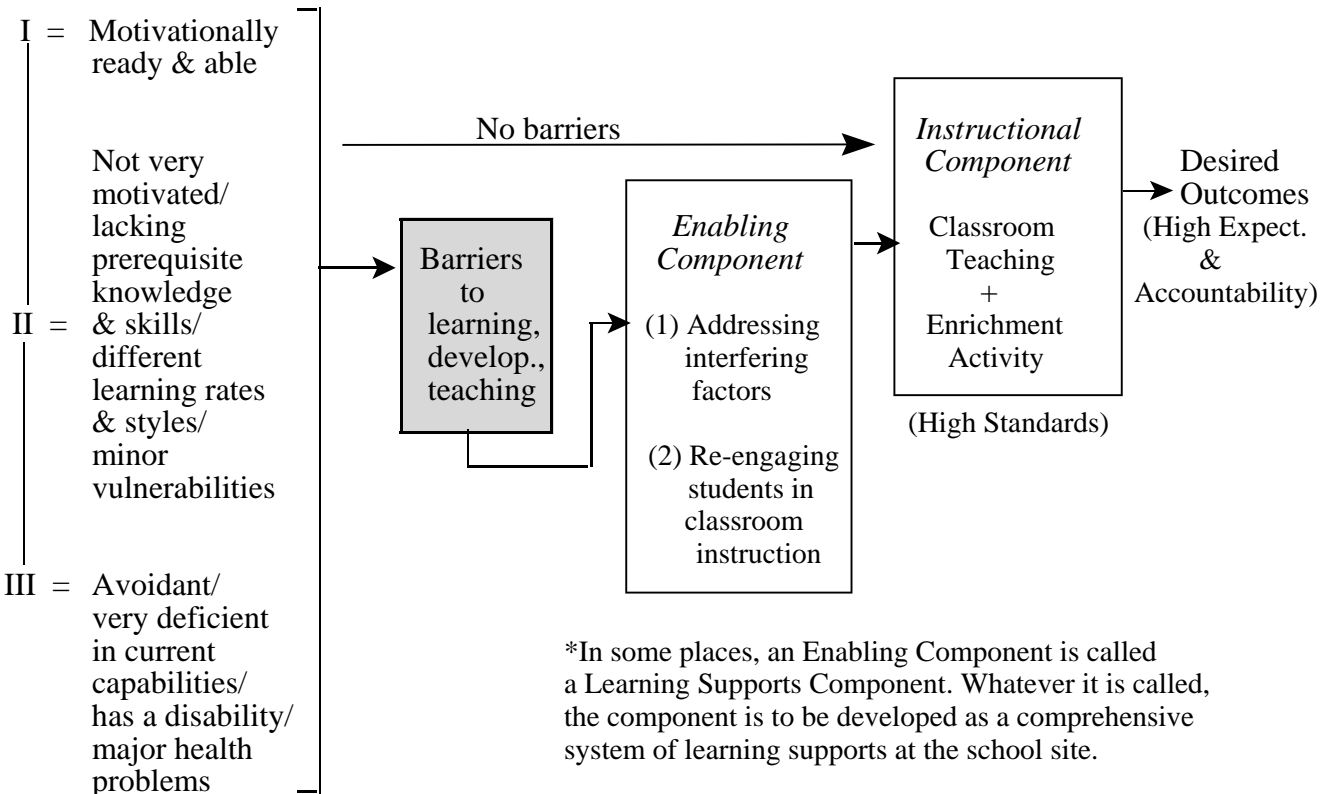 I = Motivationally
ready & able
Not very
motivated/
lacking
prerequisite
knowledge
II = & skills/
different
learning rates
& styles/
minor
vulnerabilities
III = Avoidant/
very deficient
in current
capabilities/
has a disability/
major health
problems
No barriers
Barriers
to
learning,
develop.,
teaching
Enabling
Component
(1) Addressing
interfering
factors
(2) Re-engaging
students in
classroom
instruction
Instructional
Component
Classroom
Teaching
+
Enrichment
Activity
(High Standards)
Desired
Outcomes
(High Expect.
&
Accountability)
*In some places, an Enabling Component is called
a Learning Supports Component. Whatever it is called,
the component is to be developed as a comprehensive
system of learning supports at the school site.